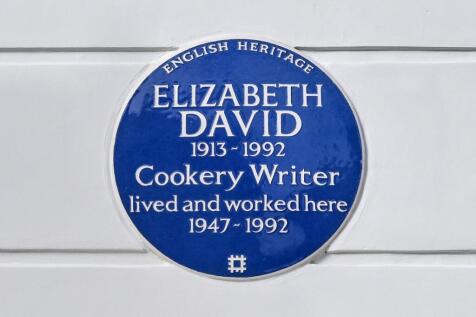 ENGLISH HERITAGE
ELIZABETH
DAVID
1913 - 1992
Cookery Writer
lived and worked here
1947 - 1992